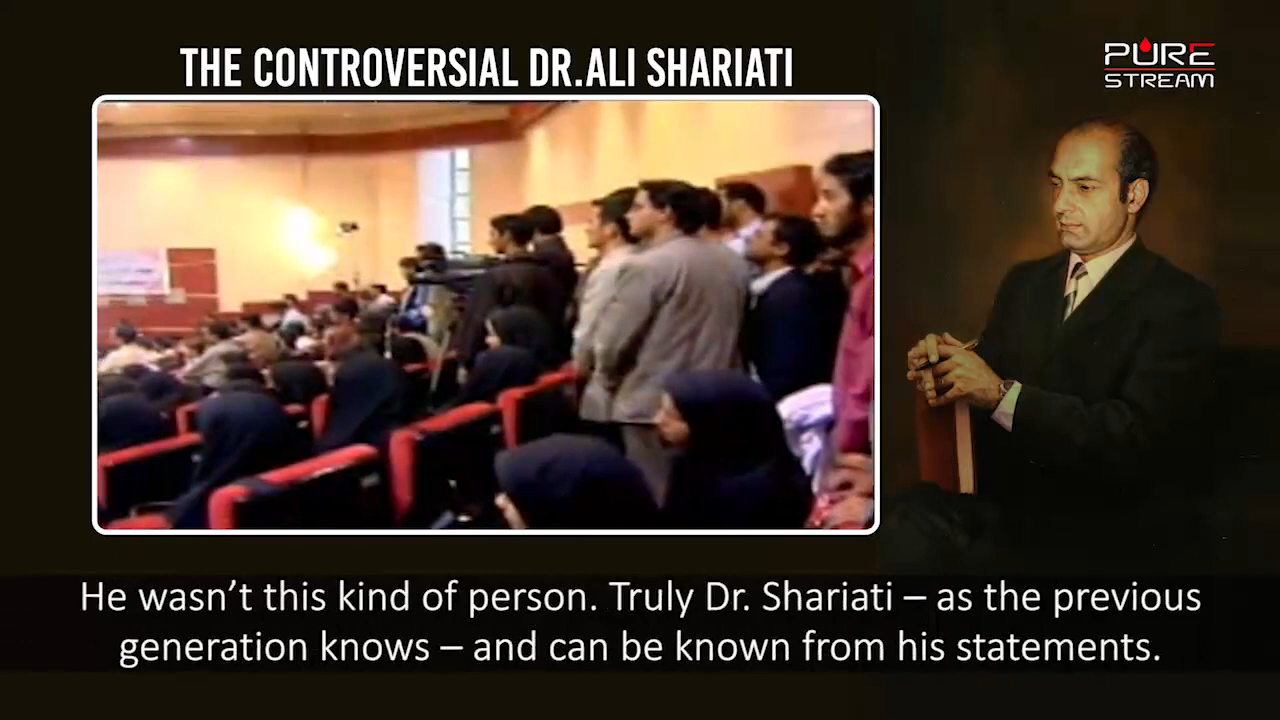 THE CONTROVERSIAL DR.ALI SHARIATI
PURE
STREAM
He wasn’t this kind of person. Truly Dr. Shariati – as the previous
generation knows – and can be known from his statements.